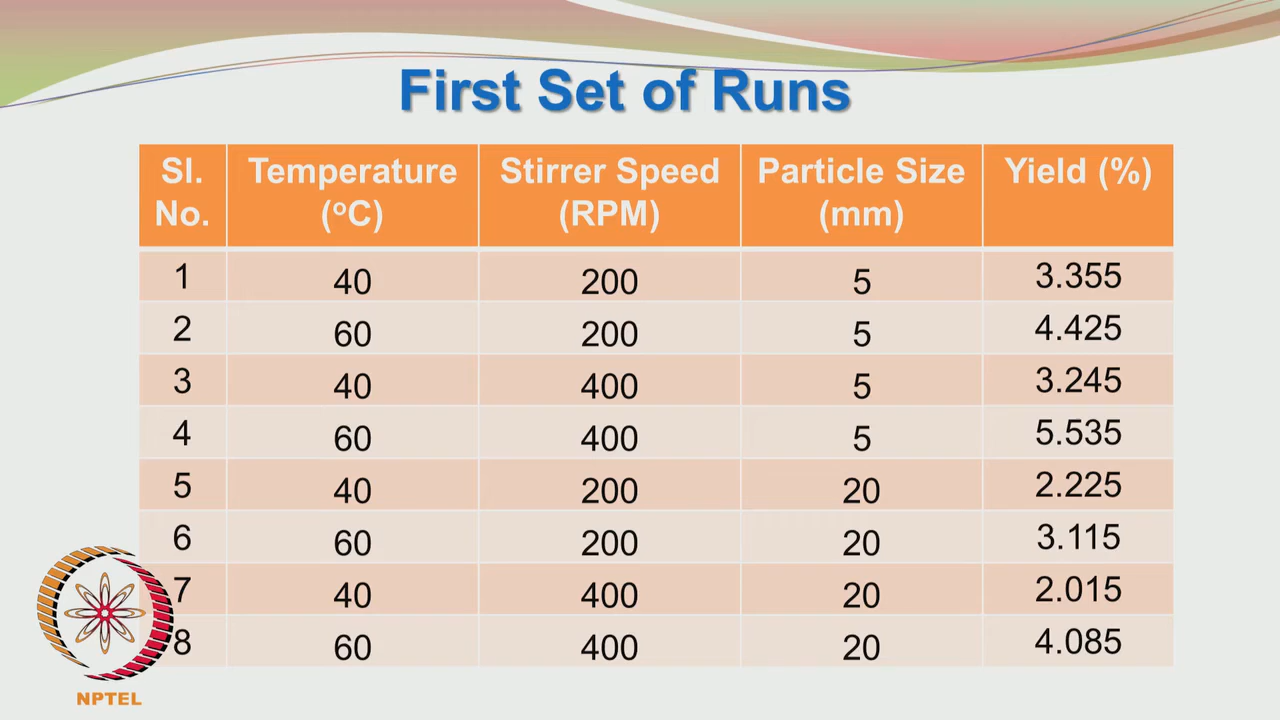 First Set of Runs
Sl. Temperature Stirrer Speed Particle Size Yield (%)
No. (°C) (RPM) (mm)
1 40 200 5 3.355
2 60 200 5 4.425
3 40 400 5 3.245
4 60 400 5 5.535
5 40 200 20 2.225
6 60 200 20 3.115
7 40 400 20 2.015
8 60 400 20 4.085
NPTEL